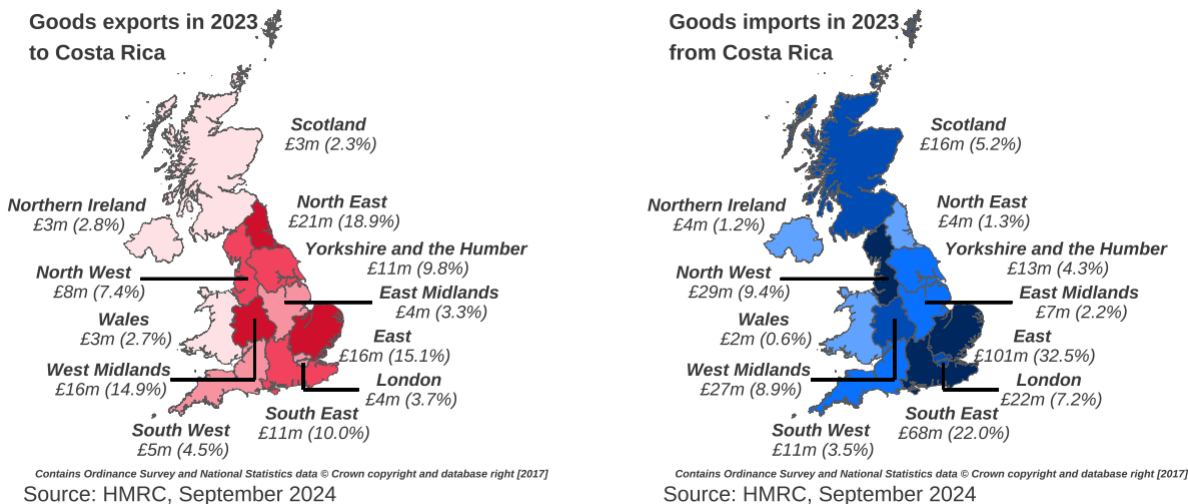 Goods exports in 2023
to Costa Rica
Scotland
£3m (2.3%)
Northern Ireland
£3m (2.8%)
North East
£21m (18.9%)
Yorkshire and the Humber
£11m (9.8%)
North West
£8m (7.4%)
East Midlands
£4m (3.3%)
Wales
£3m (2.7%)
East
£16m (15.1%)
West Midlands
£16m (14.9%)
London
£4m (3.7%)
South East
£11m (10.0%)
South West
£5m (4.5%)
Contains Ordinance Survey and National Statistics data © Crown copyright and database right [2017]
Source: HMRC, September 2024
Goods imports in 2023
from Costa Rica
Scotland
£16m (5.2%)
Northern Ireland
£4m (1.2%)
North East
£4m (1.3%)
Yorkshire and the Humber
£13m (4.3%)
North West
£29m (9.4%)
East Midlands
£7m (2.2%)
Wales
£2m (0.6%)
East
£101m (32.5%)
West Midlands
£27m (8.9%)
London
£22m (7.2%)
South East
£68m (22.0%)
South West
£11m (3.5%)
Contains Ordinance Survey and National Statistics data © Crown copyright and database right [2017]
Source: HMRC, September 2024